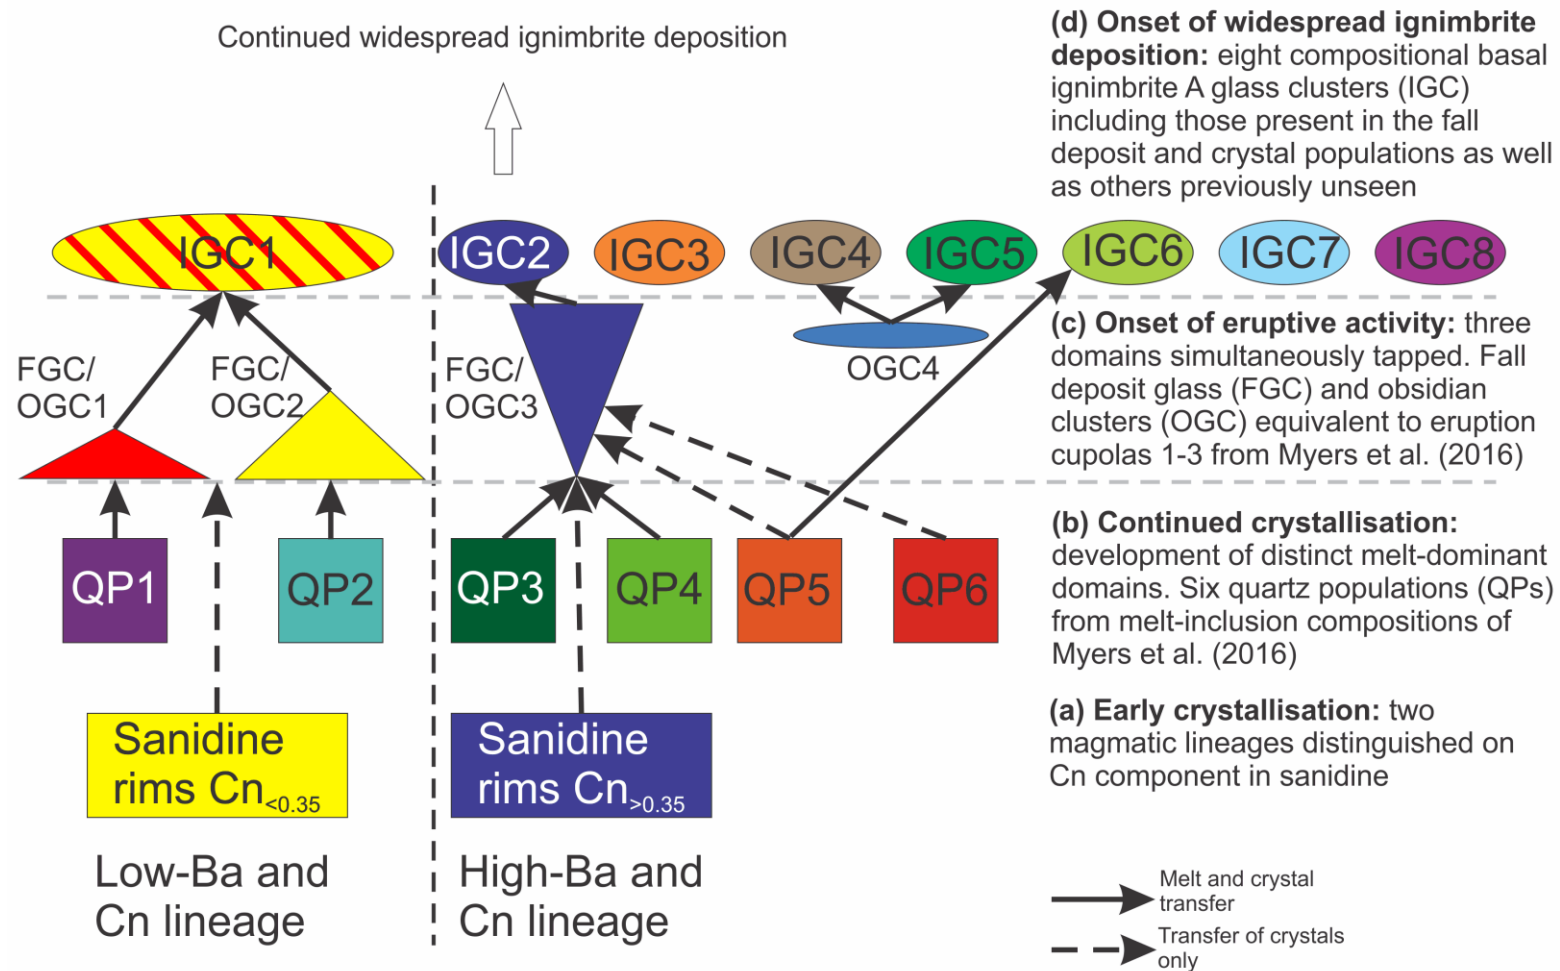 Continued widespread ignimbrite deposition
(d) Onset of widespread ignimbrite
deposition: eight compositional basal
ignimbrite A glass clusters (IGC)
including those present in the fall
deposit and crystal populations as well
as others previously unseen
IGC1
IGC2
IGC3
IGC4
IGC5
IGC6
IGC7
IGC8
FGC/
OGC1
FGC/
OGC2
FGC/
OGC3
OGC4
(c) Onset of eruptive activity: three
domains simultaneously tapped. Fall
deposit glass (FGC) and obsidian
clusters (OGC) equivalent to eruption
cupolas 1-3 from Myers et al. (2016)
QP1
QP2
QP3
QP4
QP5
QP6
(b) Continued crystallisation:
development of distinct melt-dominant
domains. Six quartz populations (QPs)
from melt-inclusion compositions of
Myers et al. (2016)
Sanidine
rims Cn<0.35
Sanidine
rims Cn>0.35
(a) Early crystallisation: two
magmatic lineages distinguished on
Cn component in sanidine
Low-Ba and
Cn lineage
High-Ba and
Cn lineage
Melt and crystal
transfer
Transfer of crystals
only